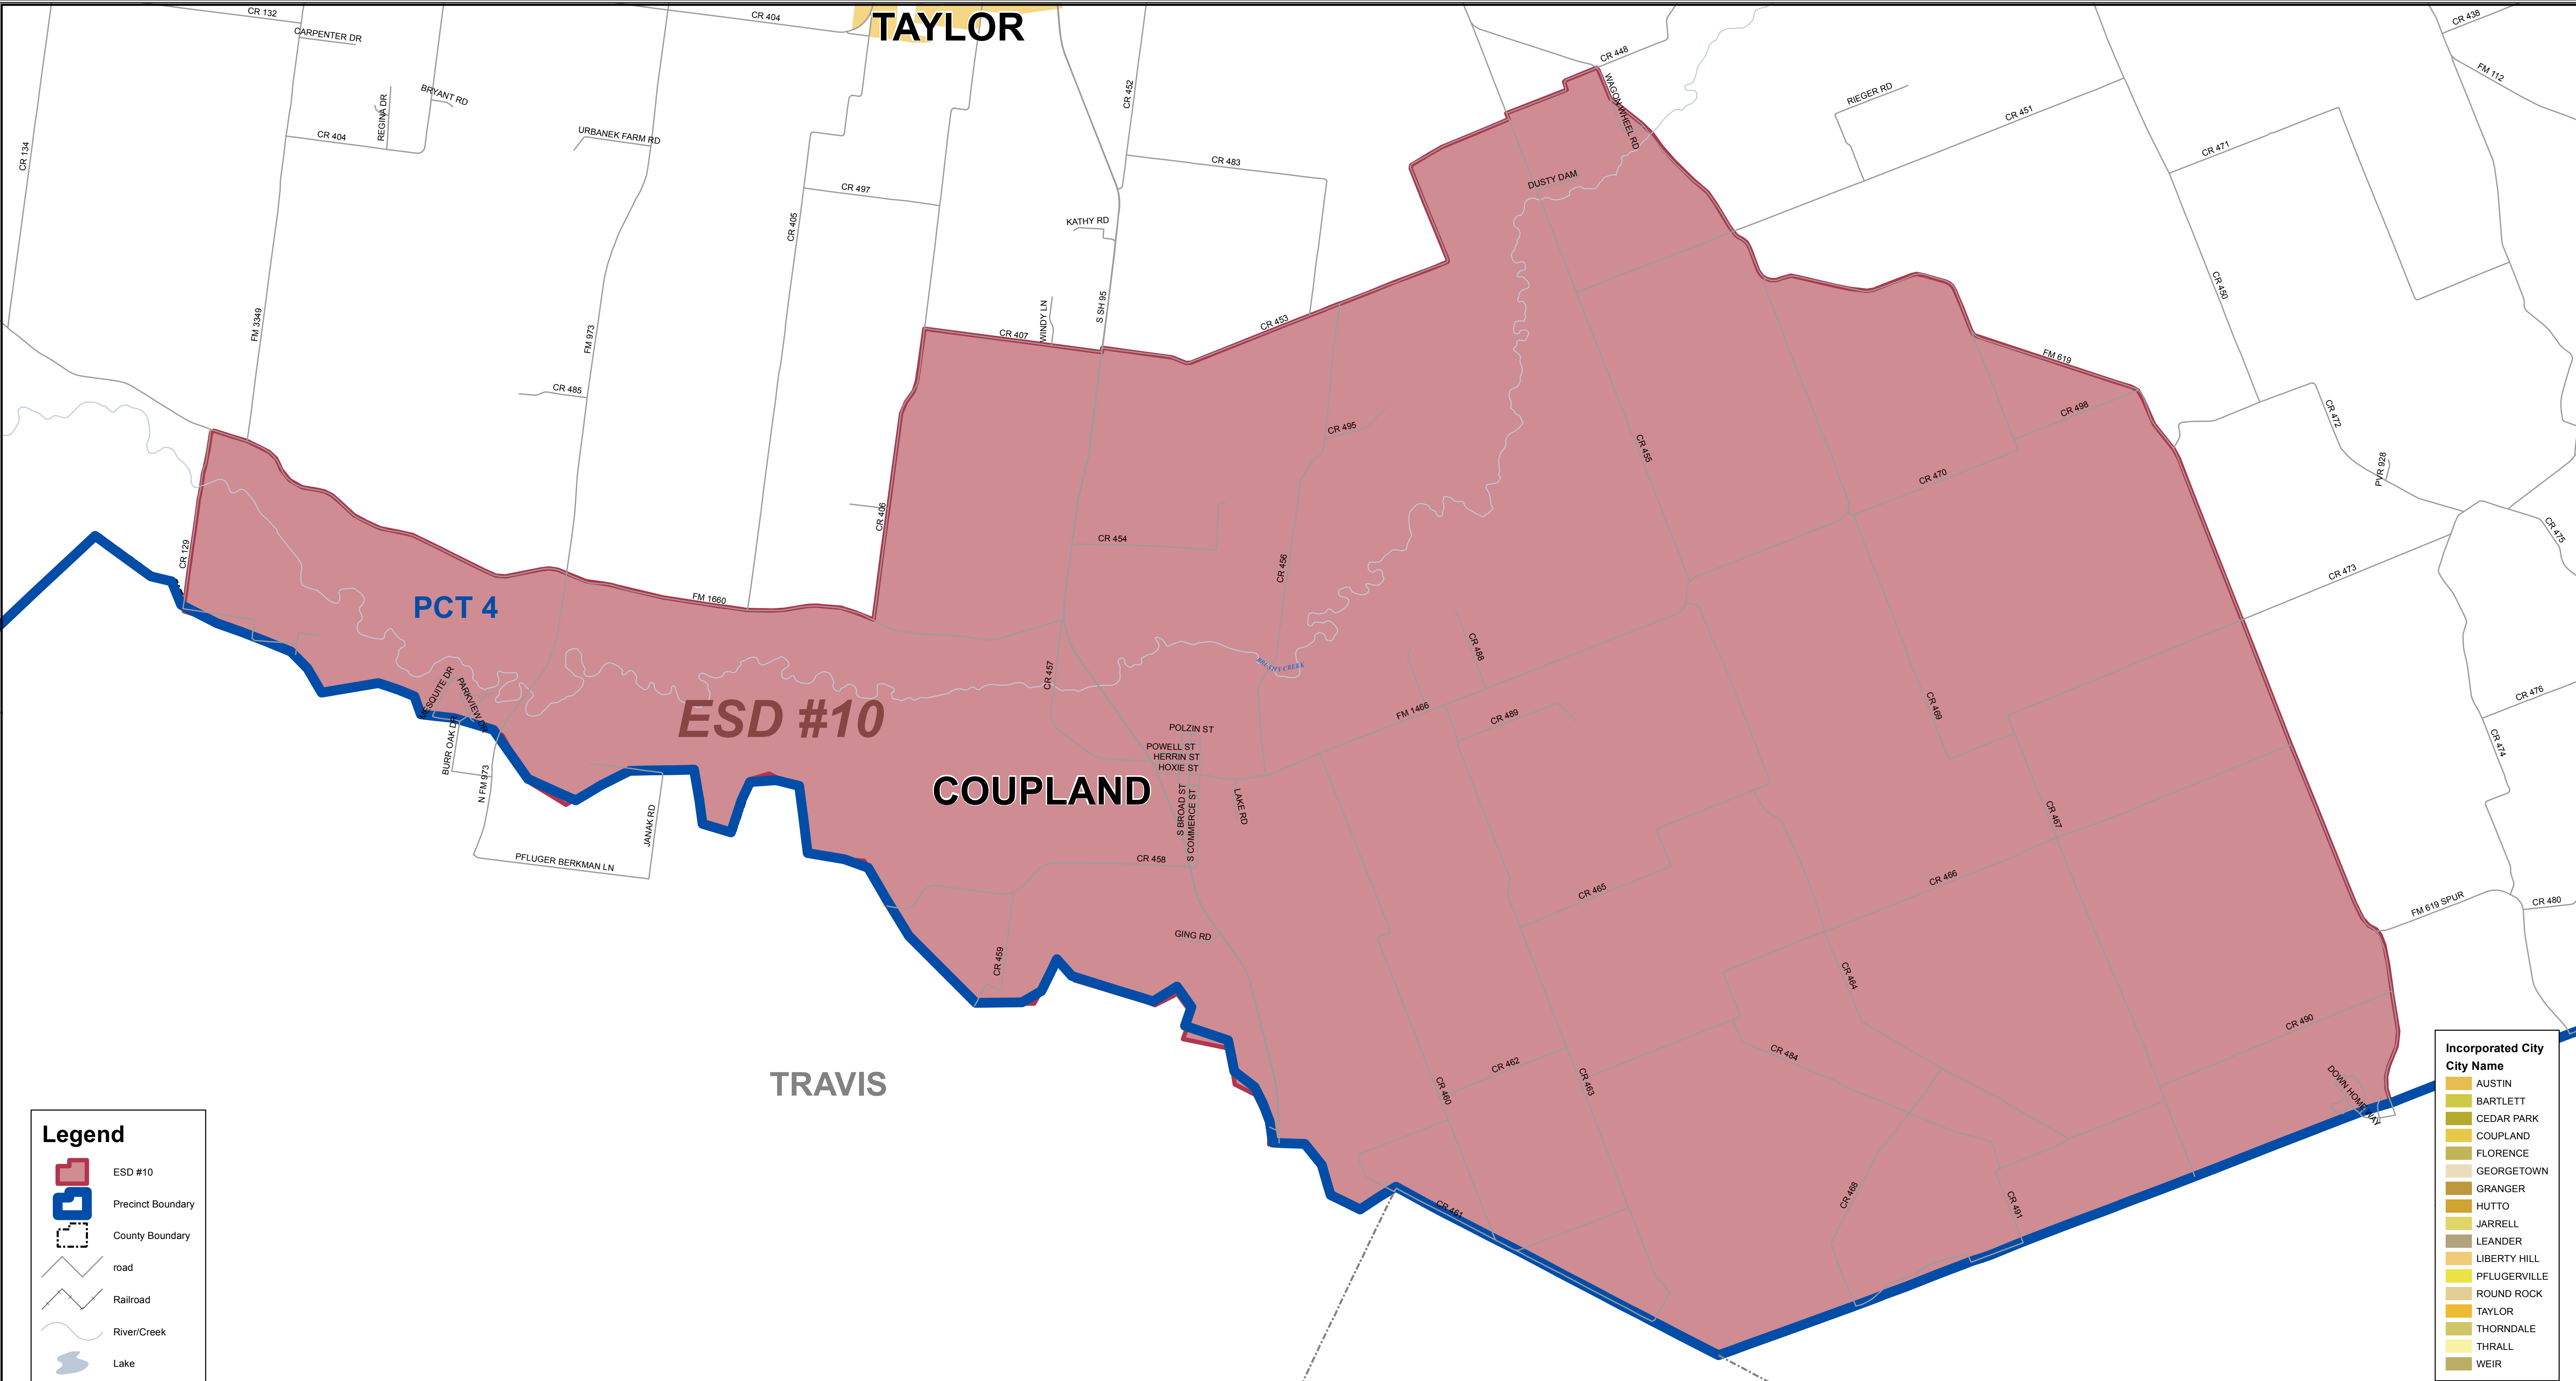 CR 132
CR 404
TAYLOR
CR 438
CARPENTER DR
CR 448
FM 112
BRYANT RD
REGINA DR
CR 452
WAGON WHEEL RD
RIEGER RD
CR 451
CR 404
URBANEK FARM RD
CR 134
CR 483
CR 471
CR 497
DUSTY DAM
CR 405
KATHY RD
CR 450
FM 3349
FM 973
WINDY LN
S SH 95
CR 407
CR 453
FM 619
CR 485
CR 498
CR 472
CR 495
CR 455
CR 470
PVR 928
CR 406
CR 454
CR 475
CR 129
CR 456
CR 473
PCT 4
FM 1660
CR 488
BRUSHY CREEK
CR 457
MESQUITE DR
PARKVIEW DR
CR 476
ESD #10
FM 1466
CR 489
CR 469
POLZIN ST
BURR OAK DR
POWELL ST
HERRIN ST
HOXIE ST
CR 474
N FM 973
COUPLAND
LAKE RD
S BROAD ST
S COMMERCE ST
CR 467
JANAK RD
PFLUGER BERKMAN LN
CR 458
CR 465
CR 466
FM 619 SPUR
CR 480
GING RD
CR 459
CR 464
CR 490
CR 462
CR 484
TRAVIS
CR 460
CR 463
DOWN HOME WAY
CR 468
CR 491
CR 461
Legend
ESD #10
Precinct Boundary
County Boundary
road
Railroad
River/Creek
Lake
Incorporated City
City Name
AUSTIN
BARTLETT
CEDAR PARK
COUPLAND
FLORENCE
GEORGETOWN
GRANGER
HUTTO
JARRELL
LEANDER
LIBERTY HILL
PFLUGERVILLE
ROUND ROCK
TAYLOR
THORNDALE
THRALL
WEIR